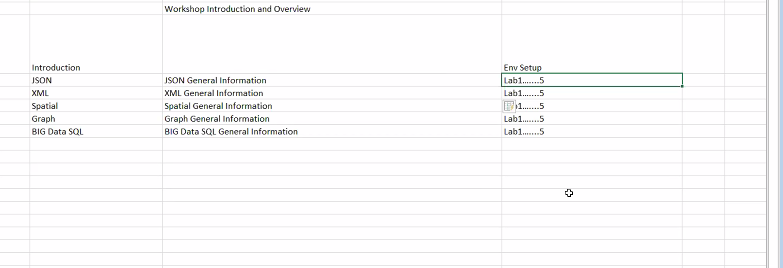 Workshop Introduction and Overview
Introduction Env Setup
JSON JSON General Information Lab1.......5
XML XML General Information Lab1.......5
Spatial Spatial General Information 1.......5
Graph Graph General Information Lab1.......5
BIG Data SQL BIG Data SQL General Information Lab1.......5